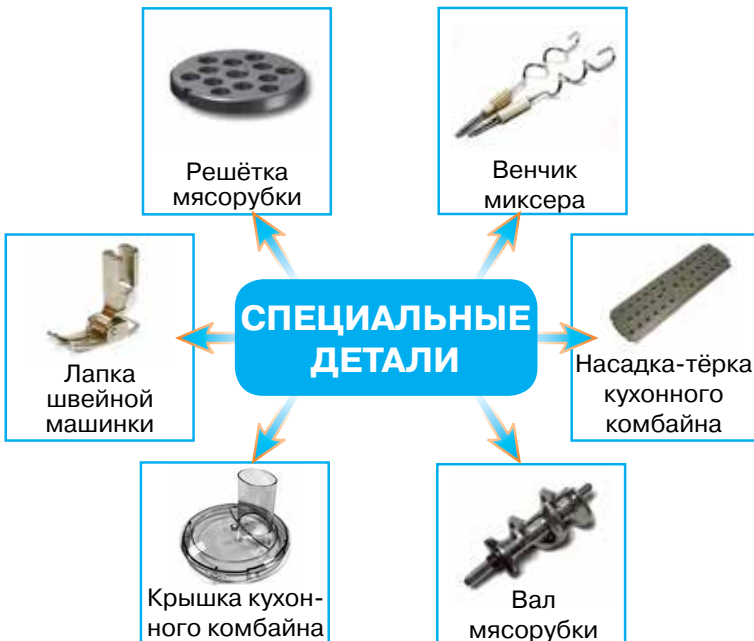 Решётка
мясорубки
Венчик
миксера
СПЕЦИАЛЬНЫЕ
ДЕТАЛИ
Лапка
швейной
машинки
Насадка-тёрка
кухонного
комбайна
Крышка кухон-
ного комбайна
Вал
мясорубки